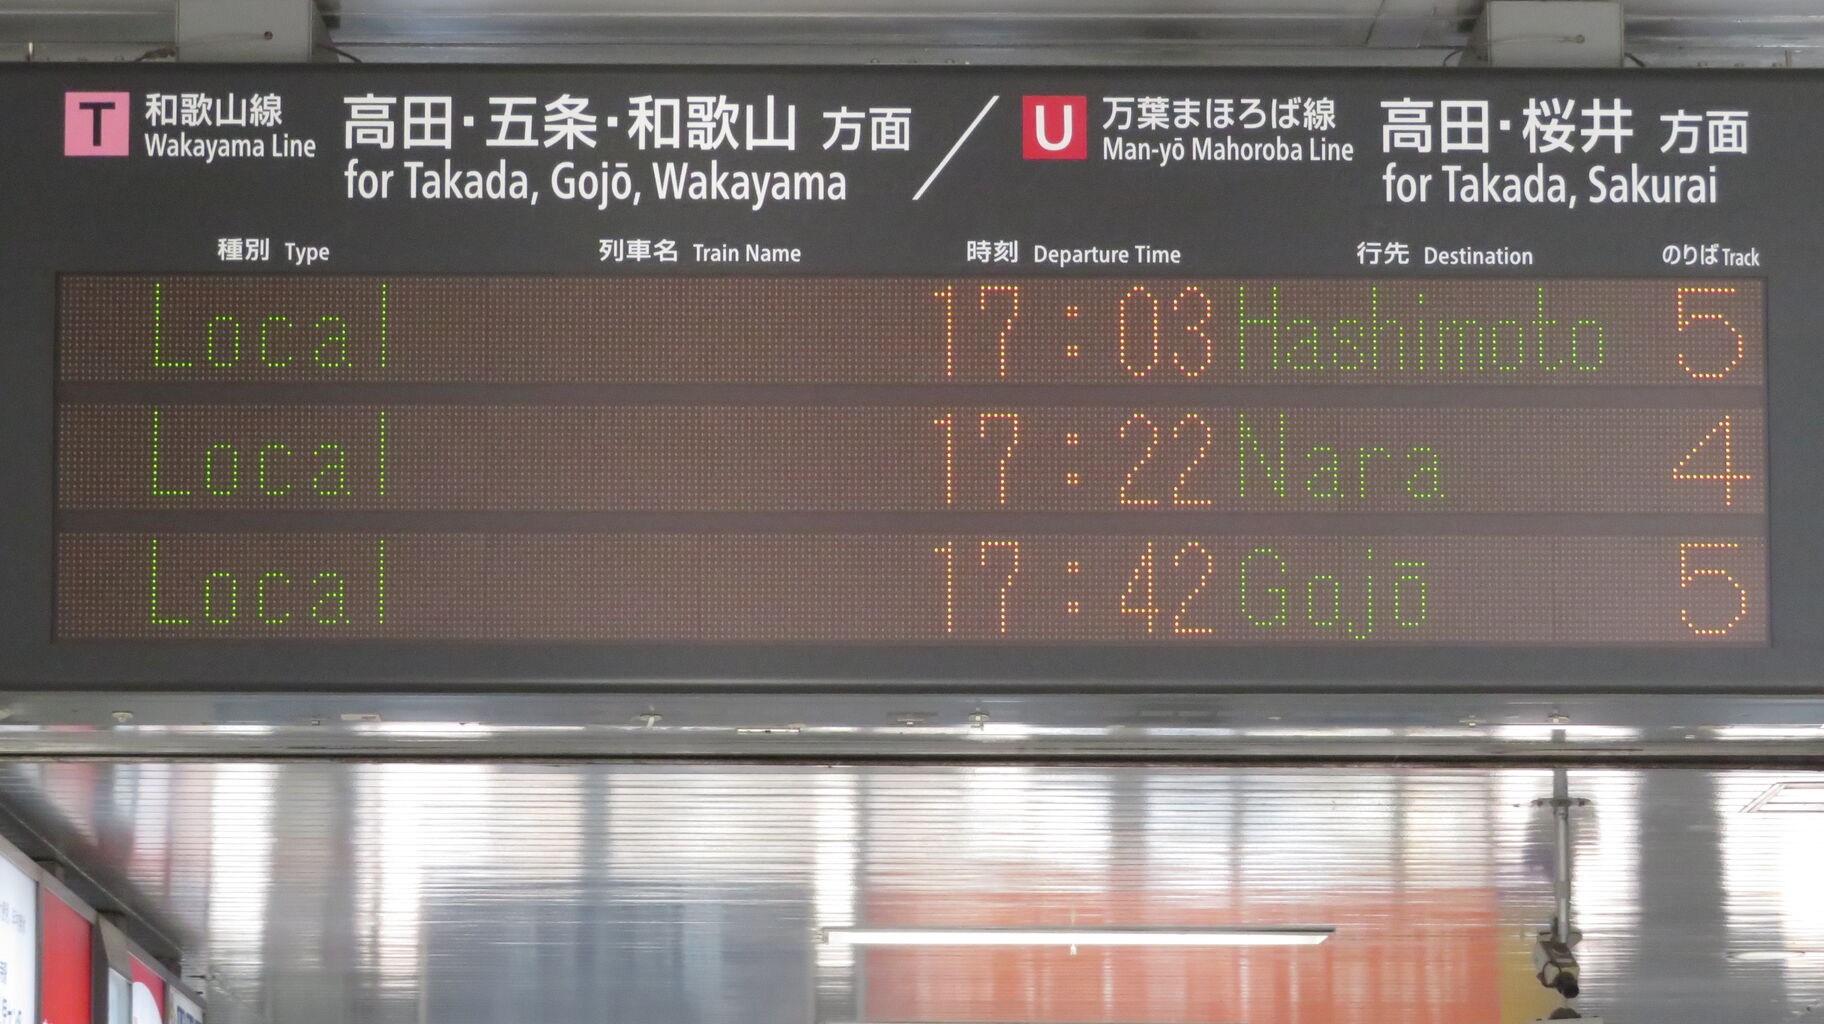 T 和歌山線 高田・五条・和歌山 方面 U 万葉まほろば線 高田・桜井 方面
Wakayama Line for Takada, Gojō, Wakayama Man-yō Mahoroba Line for Takada, Sakurai
種別 Type 列車名 Train Name 時刻 Departure Time 行先 Destination のりば Track
Local 17:03 Hashimoto 5
Local 17:22 Nara 4
Local 17:42 Gojō 5